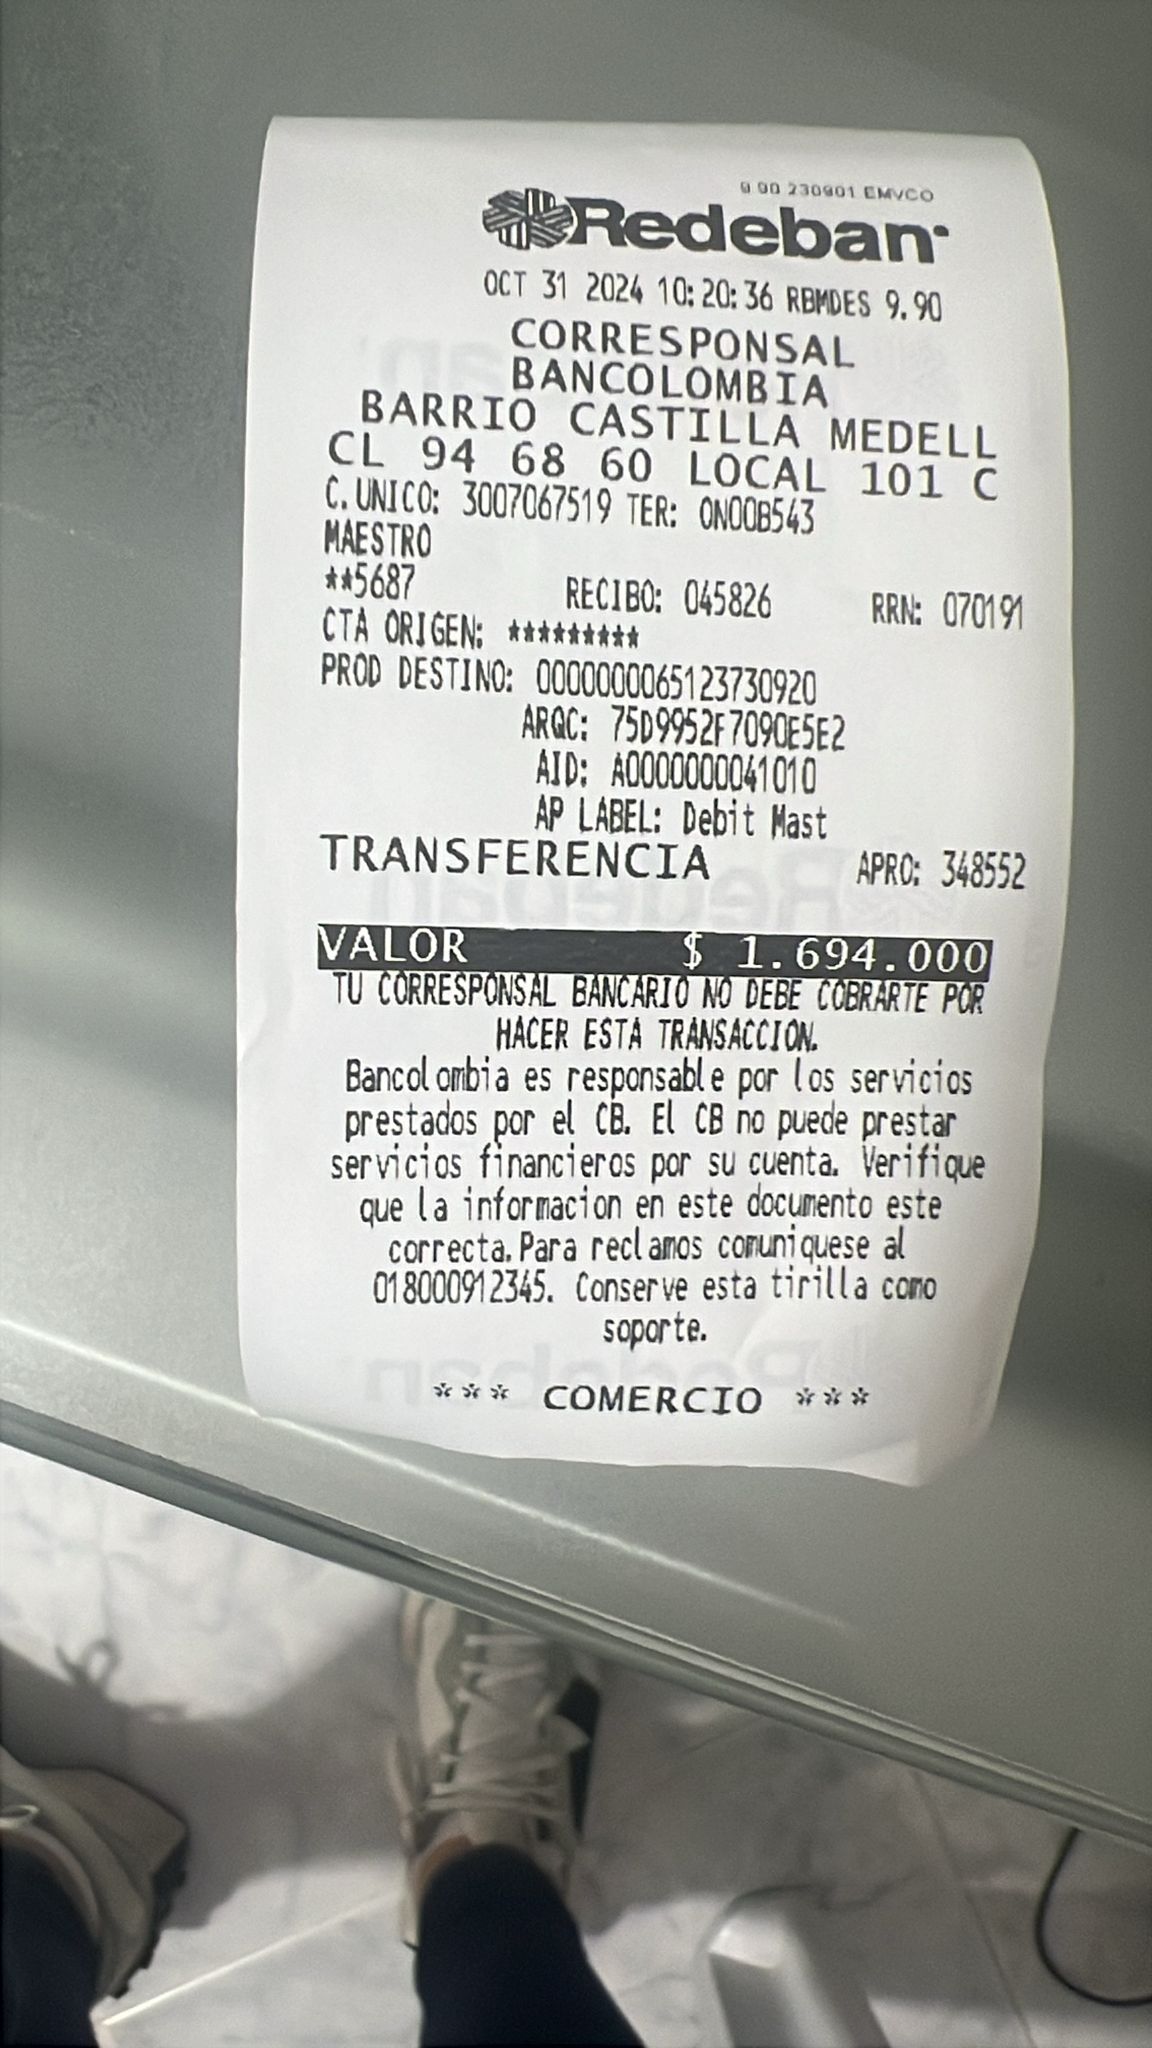 9.90 230901 EMVCO
Redeban
OCT 31 2024 10:20:36 RBMDES 9.90
CORRESPONSAL
BANCOLOMBIA
BARRIO CASTILLA MEDELL
CL 94 68 60 LOCAL 101 C
C.UNICO: 3007067519 TER: 0N00B543
MAESTRO
**5687 RECIBO: 045826 RRN: 070191
CTA ORIGEN: *********
PROD DESTINO: 0000000065123730920
ARQC: 75D9952F7090E5E2
AID: A0000000041010
AP LABEL: Debit Mast
TRANSFERENCIA APRO: 348552
VALOR $ 1.694.000
TU CORRESPONSAL BANCARIO NO DEBE COBRARTE POR
HACER ESTA TRANSACCION.
Bancolombia es responsable por los servicios
prestados por el CB. El CB no puede prestar
servicios financieros por su cuenta. Verifique
que la informacion en este documento este
correcta.Para reclamos comuniquese al
018000912345. Conserve esta tirilla como
soporte.
*** COMERCIO ***